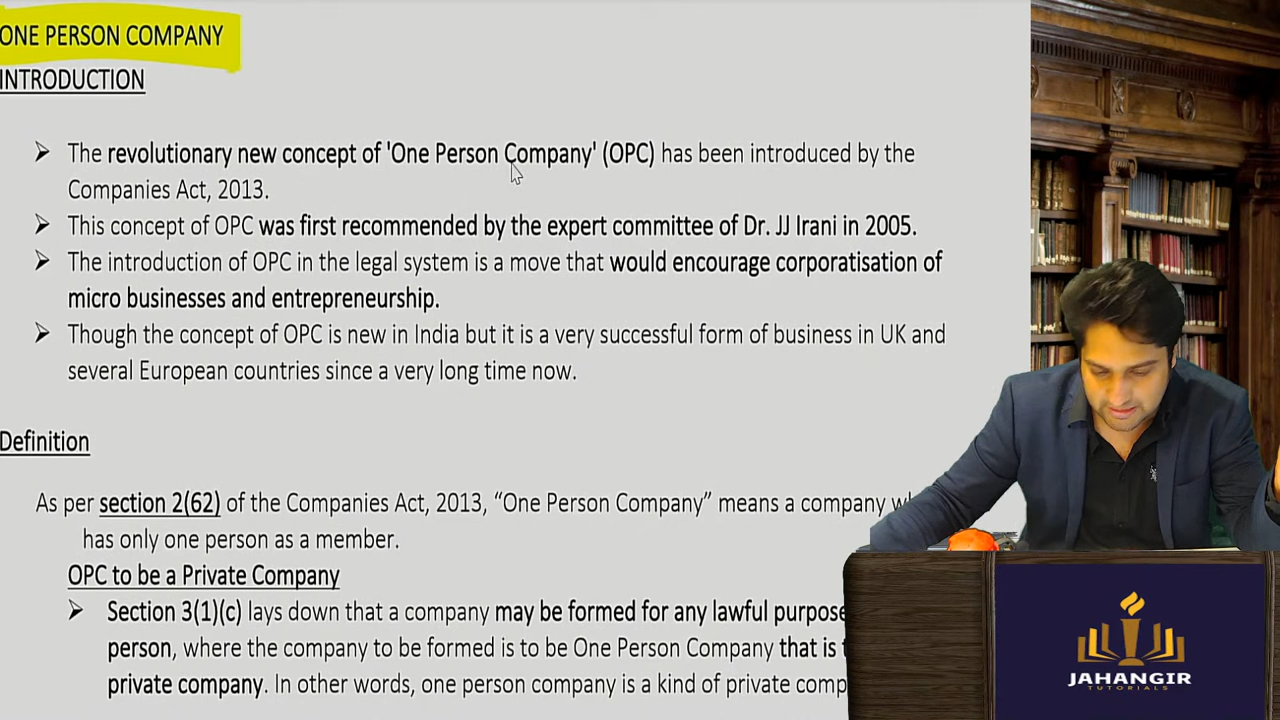 ONE PERSON COMPANY
INTRODUCTION
The revolutionary new concept of 'One Person Company' (OPC) has been introduced by the
Companies Act, 2013.
This concept of OPC was first recommended by the expert committee of Dr. JJ Irani in 2005.
The introduction of OPC in the legal system is a move that would encourage corporatisation of
micro businesses and entrepreneurship.
Though the concept of OPC is new in India but it is a very successful form of business in UK and
several European countries since a very long time now.
Definition
As per section 2(62) of the Companies Act, 2013, “One Person Company” means a company
has only one person as a member.
OPC to be a Private Company
Section 3(1)(c) lays down that a company may be formed for any lawful purpose
person, where the company to be formed is to be One Person Company that is
private company. In other words, one person company is a kind of private
JAHANGIR
TUTORIALS